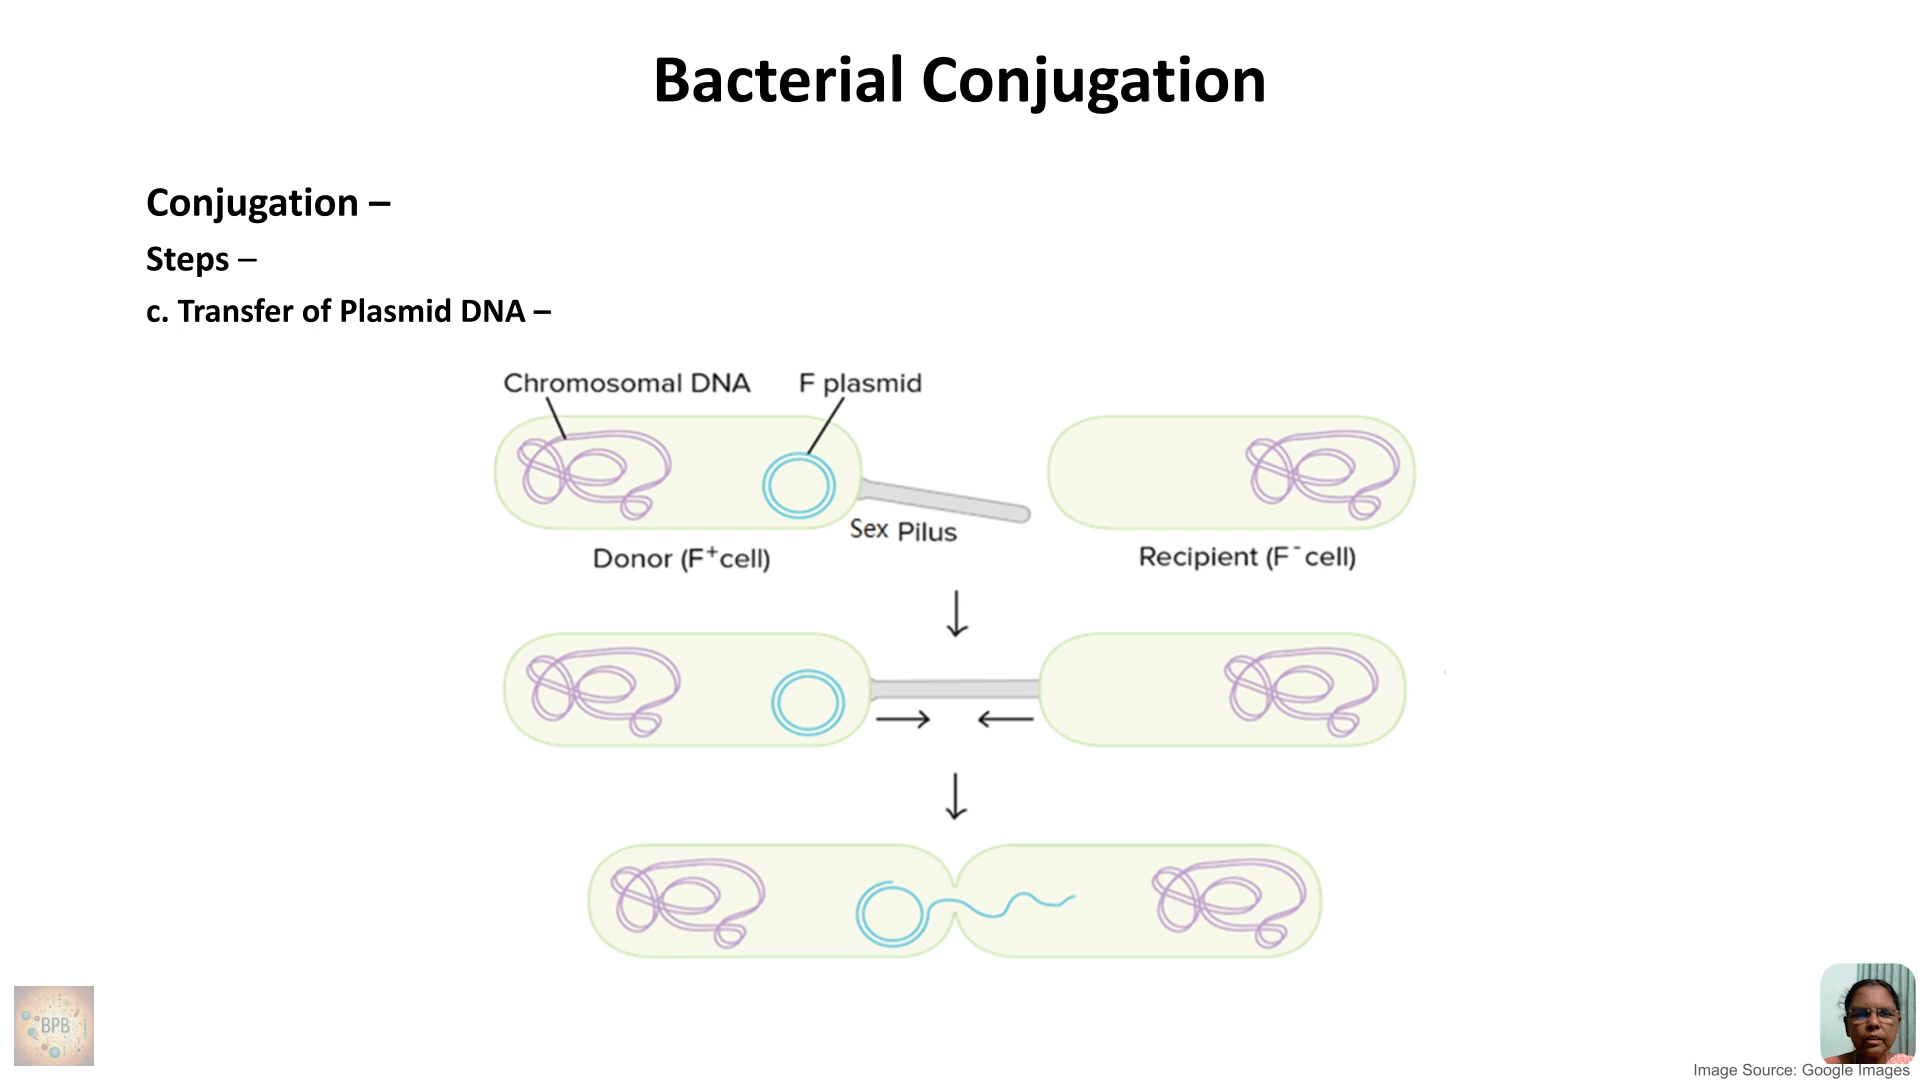 Bacterial Conjugation
Conjugation –
Steps –
c. Transfer of Plasmid DNA –
Chromosomal DNA F plasmid
Sex Pilus
Donor (F⁺cell)
Recipient (F⁻cell)
BPB
Image Source: Google Images